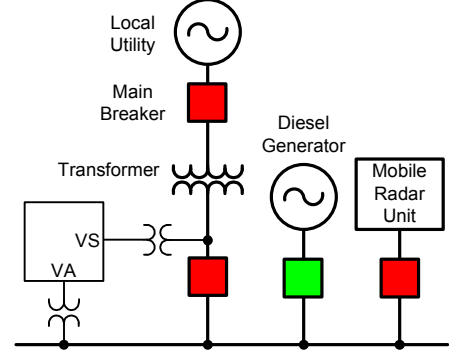 Local
Utility
Main
Breaker
Diesel
Generator
Transformer
Mobile
Radar
Unit
VS
VA